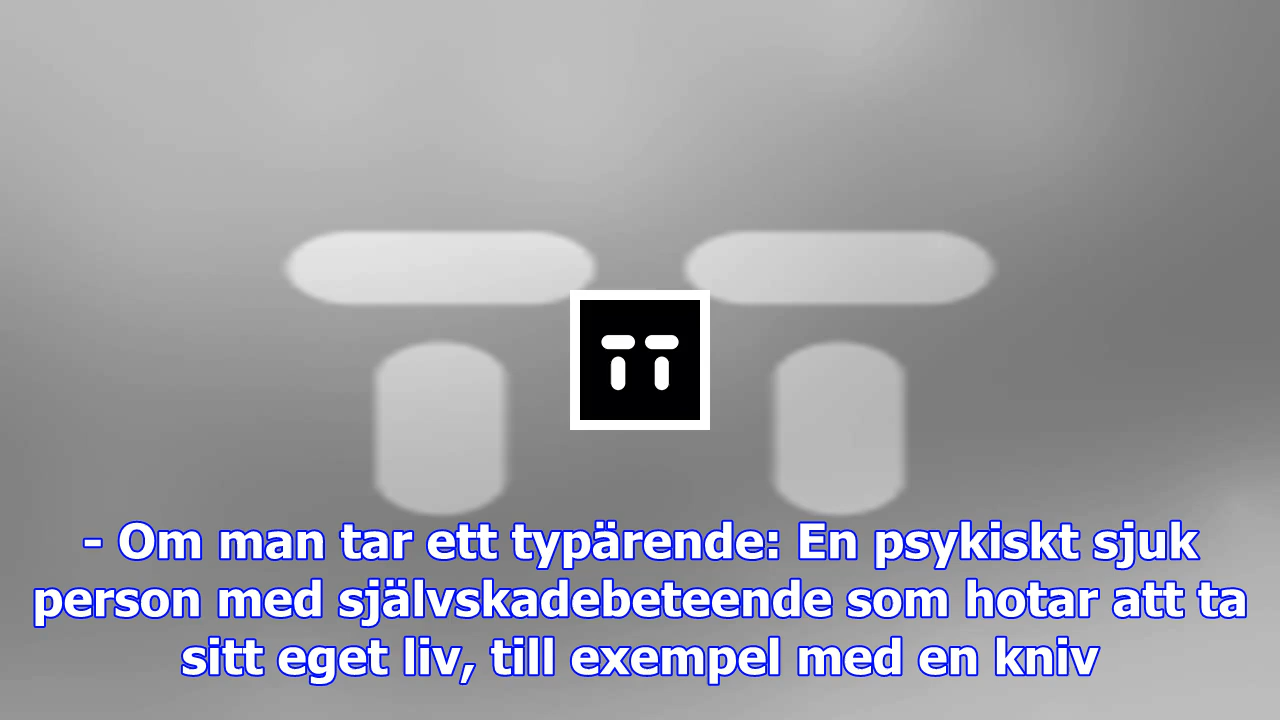 - Om man tar ett typärende: En psykiskt sjuk
person med självskadebeteende som hotar att ta
sitt eget liv, till exempel med en kniv